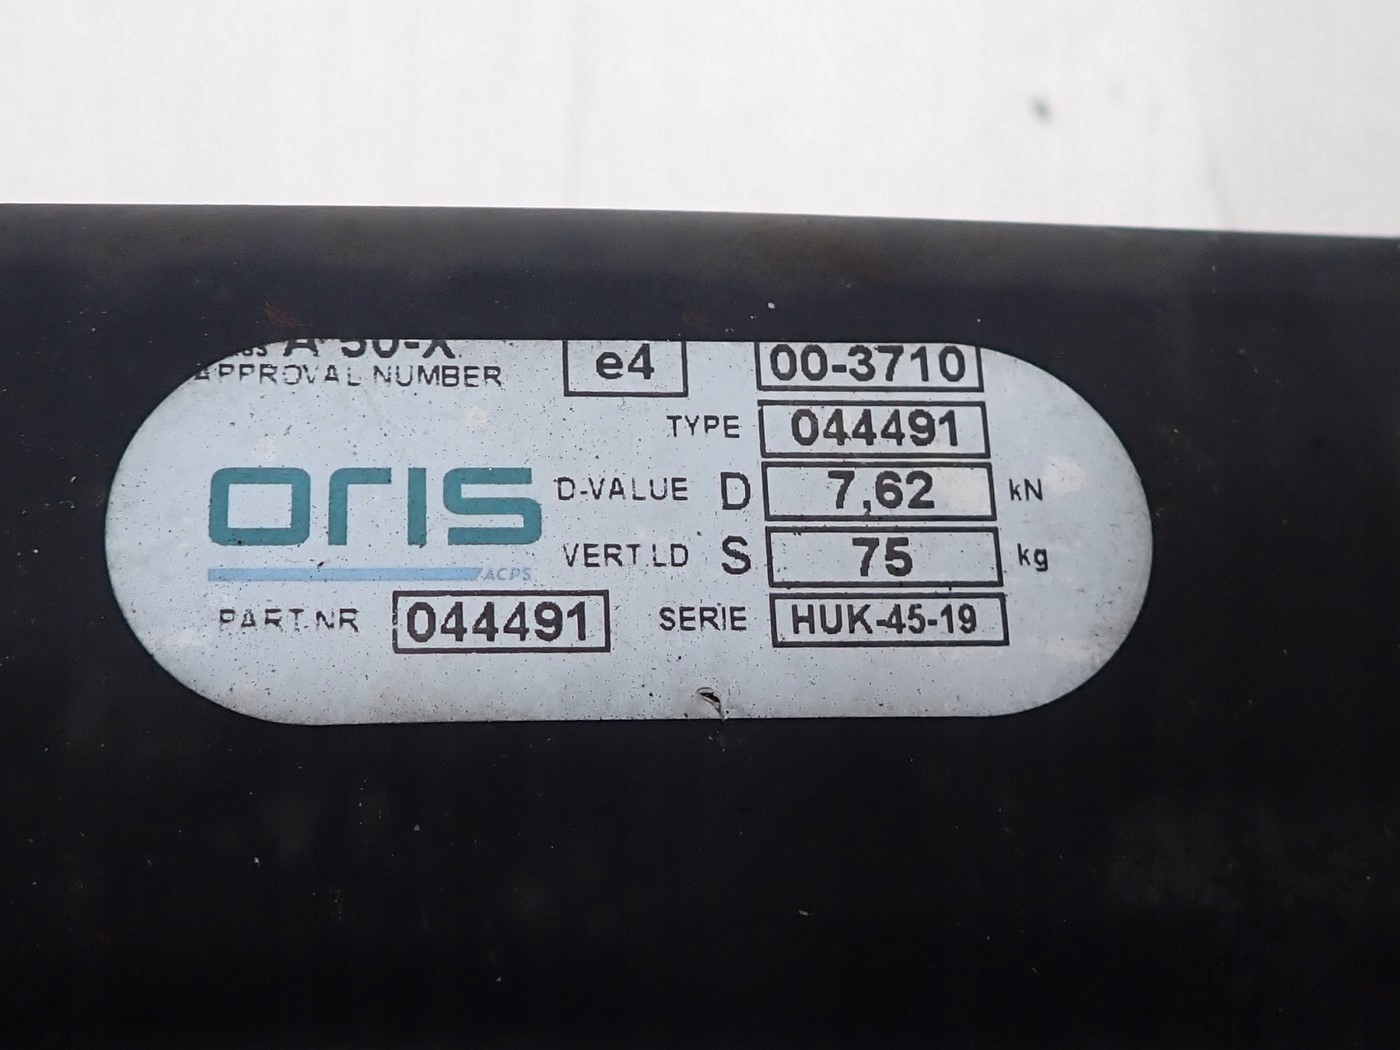 A 50-X
APPROVAL NUMBER e4 00-3710
TYPE 044491
oris D-VALUE D 7,62 kN
VERT LD S 75 kg
ACPS
PART.NR 044491 SERIE HUK-45-19